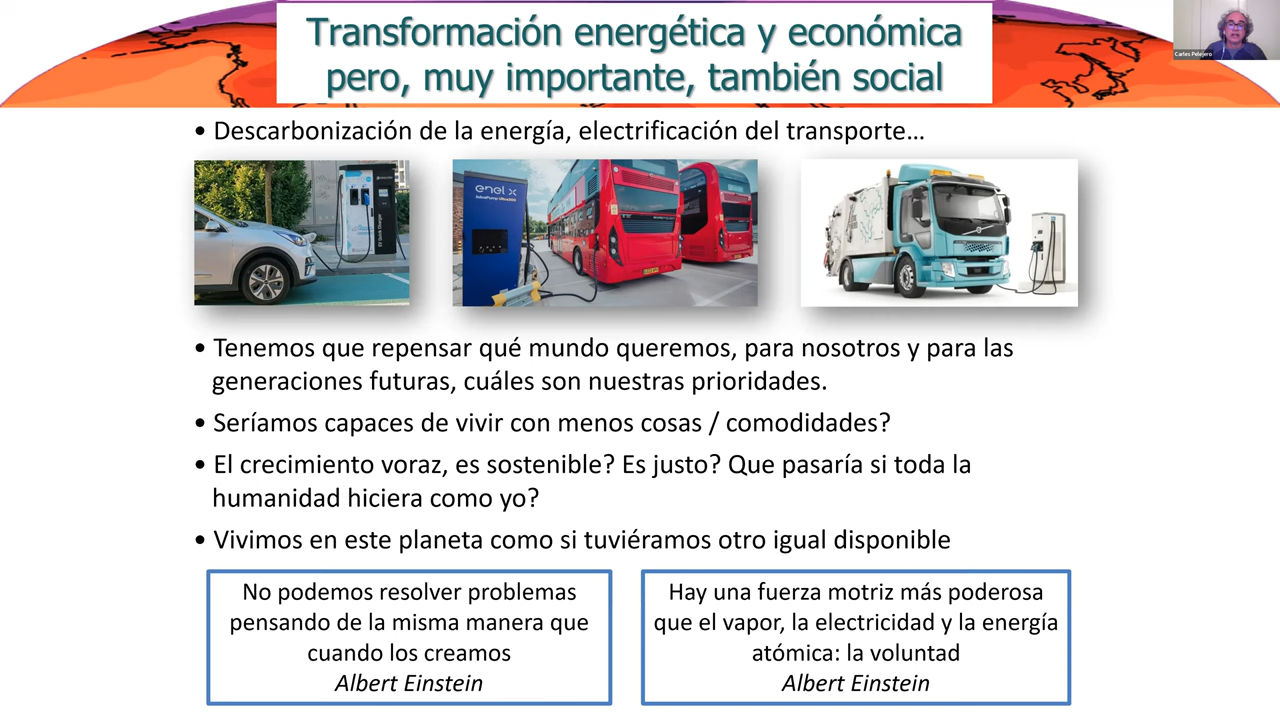 Transformación energética y económica
pero, muy importante, también social
Carles Pelejero
• Descarbonización de la energía, electrificación del transporte…
enel x
• Tenemos que repensar qué mundo queremos, para nosotros y para las
generaciones futuras, cuáles son nuestras prioridades.
• Seríamos capaces de vivir con menos cosas / comodidades?
• El crecimiento voraz, es sostenible? Es justo? Que pasaría si toda la
humanidad hiciera como yo?
• Vivimos en este planeta como si tuviéramos otro igual disponible
No podemos resolver problemas
pensando de la misma manera que
cuando los creamos
Albert Einstein
Hay una fuerza motriz más poderosa
que el vapor, la electricidad y la energía
atómica: la voluntad
Albert Einstein